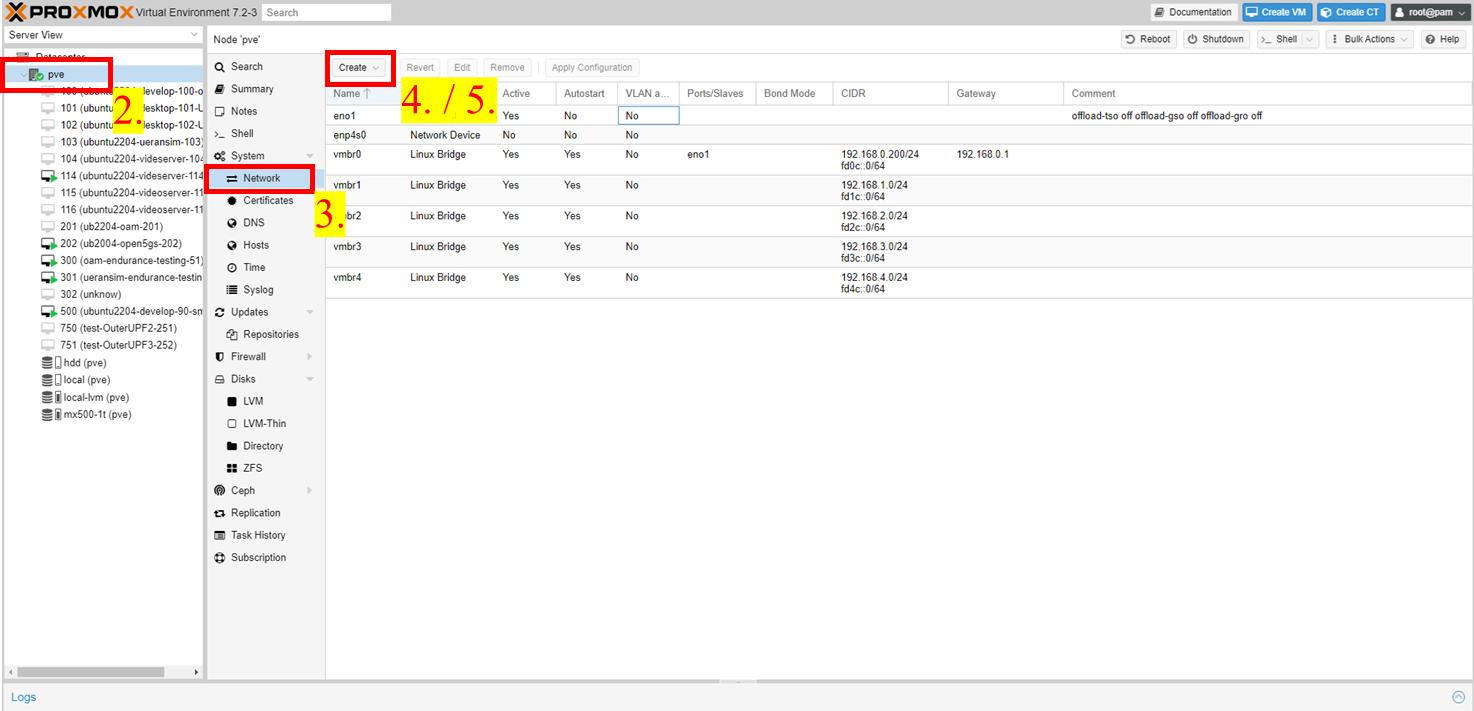 PROXMOX Virtual Environment 7.2-3 Search Documentation Create VM Create CT root@pam
Server View
Node 'pve' Reboot Shutdown >_ Shell Bulk Actions Help
Datacenter
pve
2.
100 (ubuntu2204-develop-100-o
101 (ubuntu
desktop-101-U
102 (ubuntu
desktop-102-U
103 (ubuntu2204-ueransim-103)
104 (ubuntu2204-videserver-104
114 (ubuntu2204-videserver-114
115 (ubuntu2204-videoserver-11
116 (ubuntu2204-videoserver-11
201 (ub2204-oam-201)
202 (ub2004-open5gs-202)
300 (oam-endurance-testing-51)
301 (ueransim-endurance-testin
302 (unknow)
500 (ubuntu2204-develop-90-sm
750 (test-OuterUPF2-251)
751 (test-OuterUPF3-252)
hdd (pve)
local (pve)
local-lvm (pve)
mx500-1t (pve)
Search
Summary
Notes
>_ Shell
System
Network
3.
Certificates
DNS
Hosts
Time
Syslog
Updates
Repositories
Firewall
Disks
LVM
LVM-Thin
Directory
ZFS
Ceph
Replication
Task History
Subscription
Create Revert Edit Remove Apply Configuration
4. / 5.
Name Active Autostart VLAN a... Ports/Slaves Bond Mode CIDR Gateway Comment
eno1 Yes No No offload-tso off offload-gso off offload-gro off
enp4s0 Network Device No No No
vmbr0 Linux Bridge Yes Yes No eno1 192.168.0.200/24 192.168.0.1
fd0c::0/64
vmbr1 Linux Bridge Yes Yes No 192.168.1.0/24
fd1c::0/64
vmbr2 Linux Bridge Yes Yes No 192.168.2.0/24
fd2c::0/64
vmbr3 Linux Bridge Yes Yes No 192.168.3.0/24
fd3c::0/64
vmbr4 Linux Bridge Yes Yes No 192.168.4.0/24
fd4c::0/64
Logs